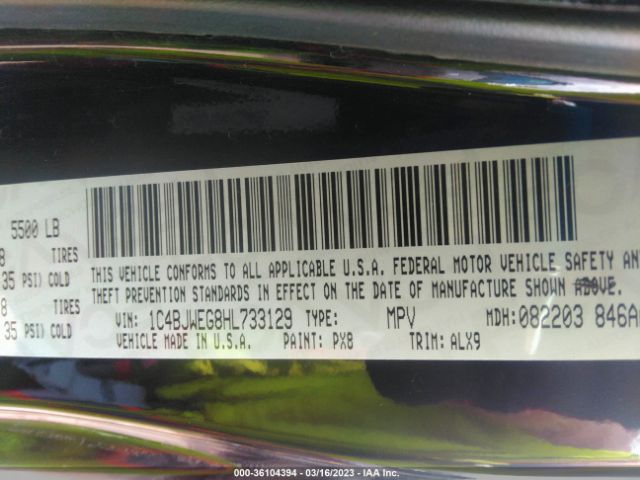 5500 LB
8 TIRES
35 PSI) COLD
8 TIRES
35 PSI) COLD
THIS VEHICLE CONFORMS TO ALL APPLICABLE U.S.A. FEDERAL MOTOR VEHICLE SAFETY AN
THEFT PREVENTION STANDARDS IN EFFECT ON THE DATE OF MANUFACTURE SHOWN ABOVE.
VIN: 1C4BJWEG8HL733129 TYPE: MPV MDH: 082203 846A
VEHICLE MADE IN U.S.A. PAINT: PX8 TRIM: ALX9
000-36104394 - 03/16/2023 - IAA Inc.